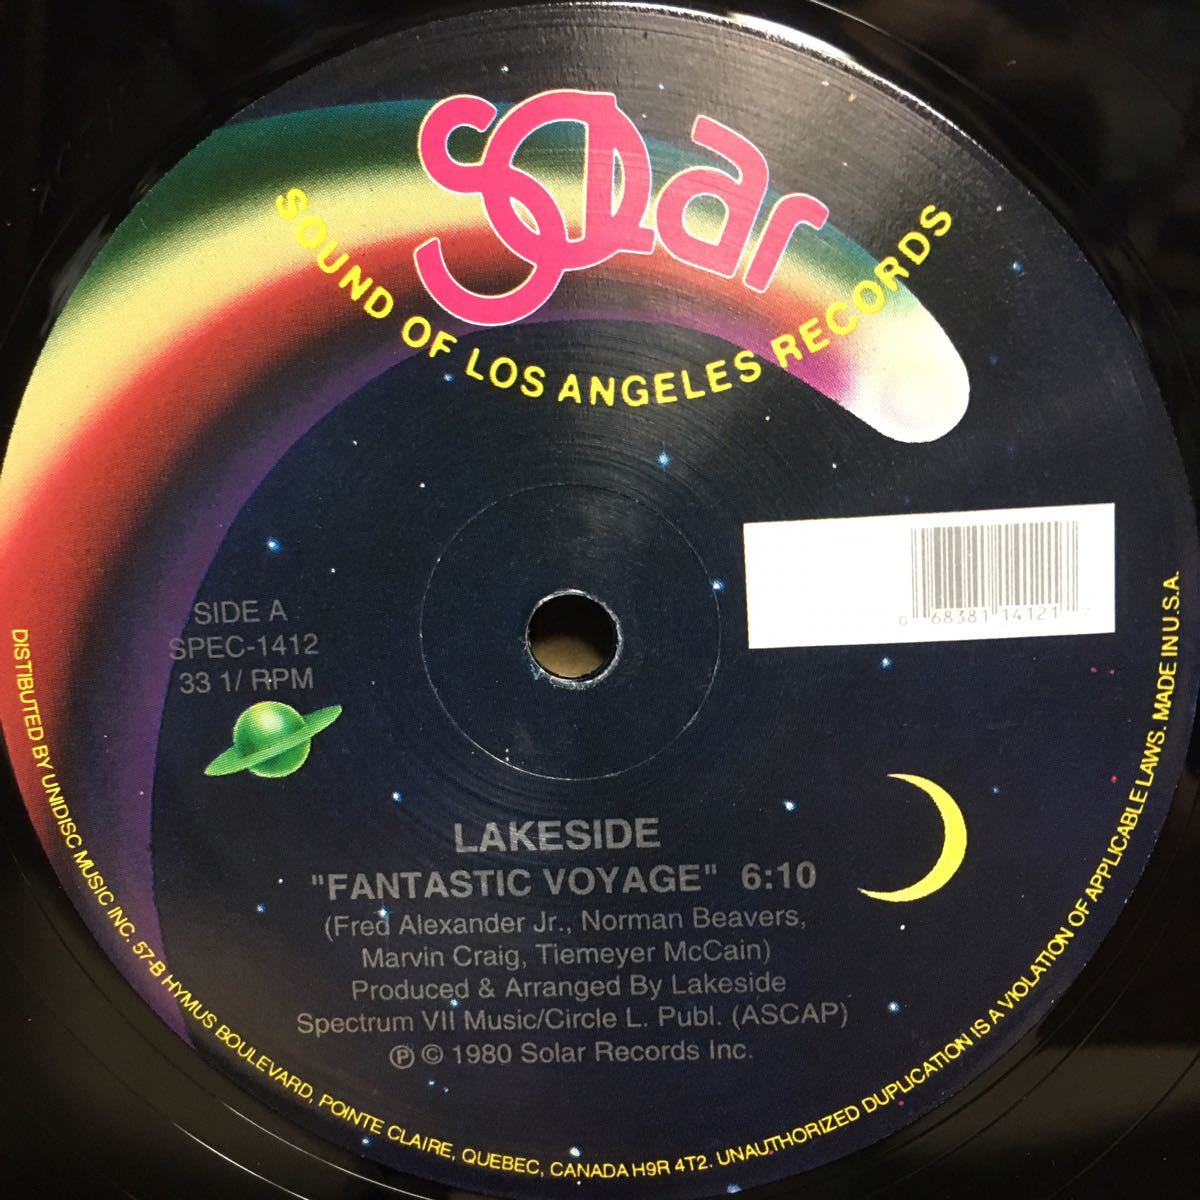 SOLar
SOUND OF LOS ANGELES RECORDS
0 68381 14121 7
SIDE A
SPEC-1412
33 1/ RPM
LAKESIDE
"FANTASTIC VOYAGE" 6:10
(Fred Alexander Jr., Norman Beavers,
Marvin Craig, Tiemeyer McCain)
Produced & Arranged By Lakeside
Spectrum VII Music/Circle L. Publ. (ASCAP)
℗ © 1980 Solar Records Inc.
DISTIBUTED BY UNIDISC MUSIC INC. 57-B HYMUS BOULEVARD, POINTE CLAIRE, QUEBEC, CANADA H9R 4T2. UNAUTHORIZED DUPLICATION IS A VIOLATION OF APPLICABLE LAWS. MADE IN U.S.A.